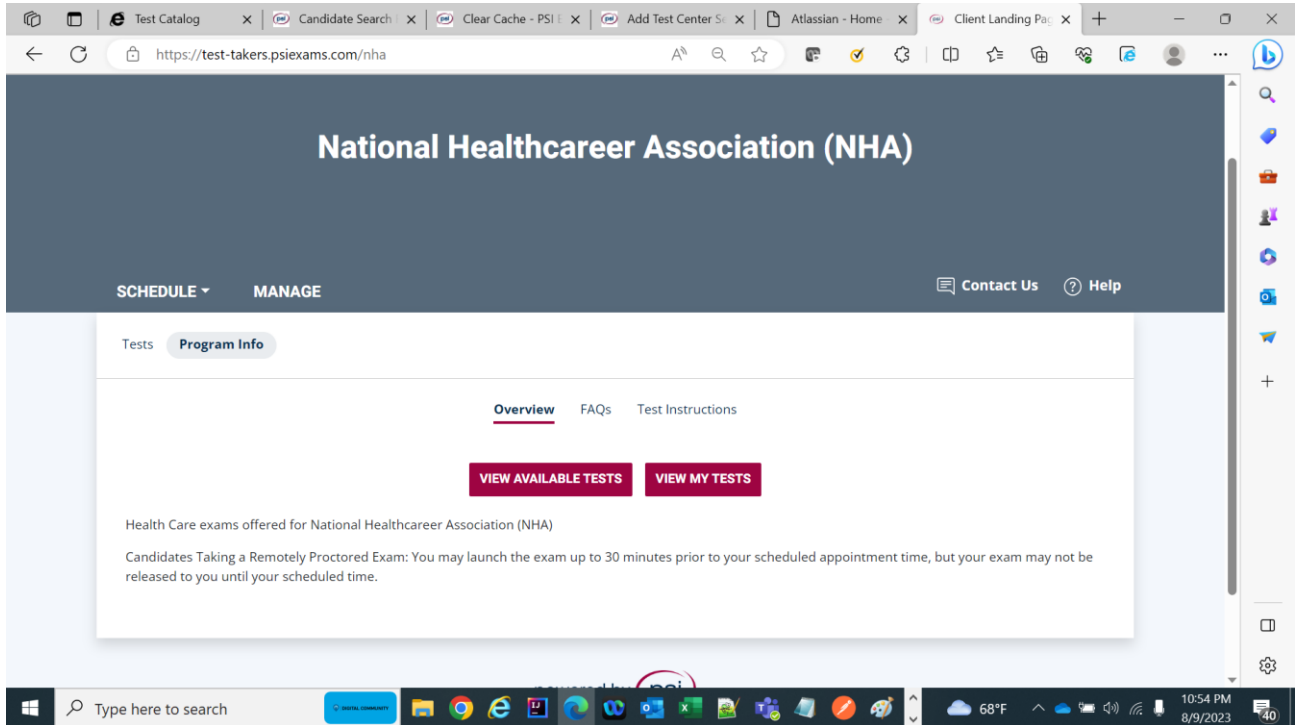 Test Catalog
Candidate Search
Clear Cache - PSI E
Add Test Center Se
Atlassian - Home
Client Landing Pag
https://test-takers.psiexams.com/nha
National Healthcareer Association (NHA)
SCHEDULE
MANAGE
Contact Us
Help
Tests
Program Info
Overview
FAQs
Test Instructions
VIEW AVAILABLE TESTS
VIEW MY TESTS
Health Care exams offered for National Healthcareer Association (NHA)
Candidates Taking a Remotely Proctored Exam: You may launch the exam up to 30 minutes prior to your scheduled appointment time, but your exam may not be
released to you until your scheduled time.
Type here to search
DIGITAL COMMUNITY
68°F
10:54 PM
8/9/2023
40